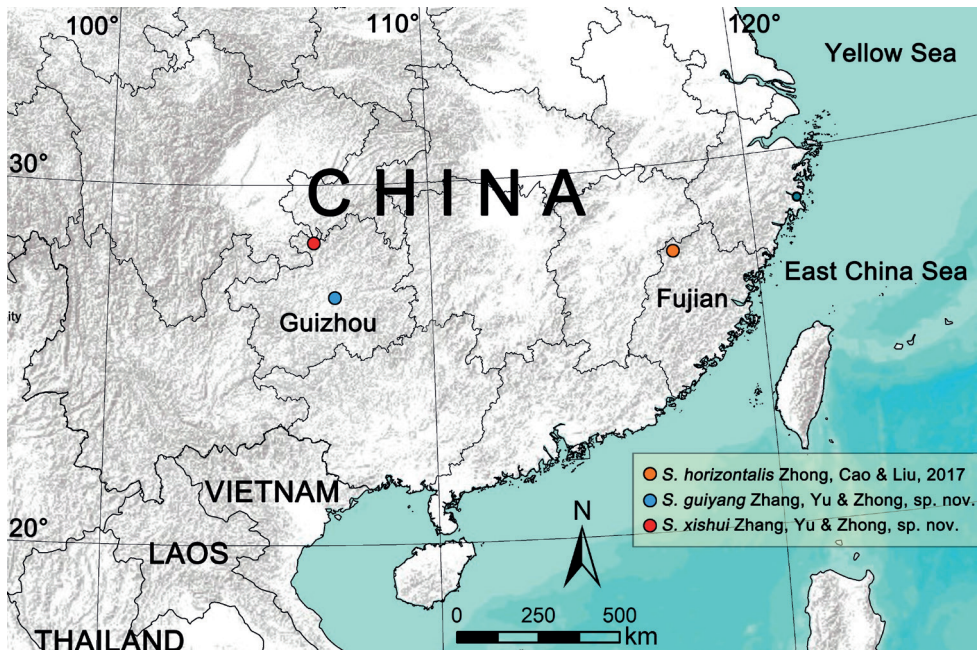 100°
110°
120°
Yellow Sea
30°
CHINA
East China Sea
Fujian
ity
Guizhou
S. horizontalis Zhong, Cao & Liu, 2017
S. guiyang Zhang, Yu & Zhong, sp. nov.
S. xishui Zhang, Yu & Zhong, sp. nov.
VIETNAM
N
20°
LAOS
0 250 500
km
THAILAND